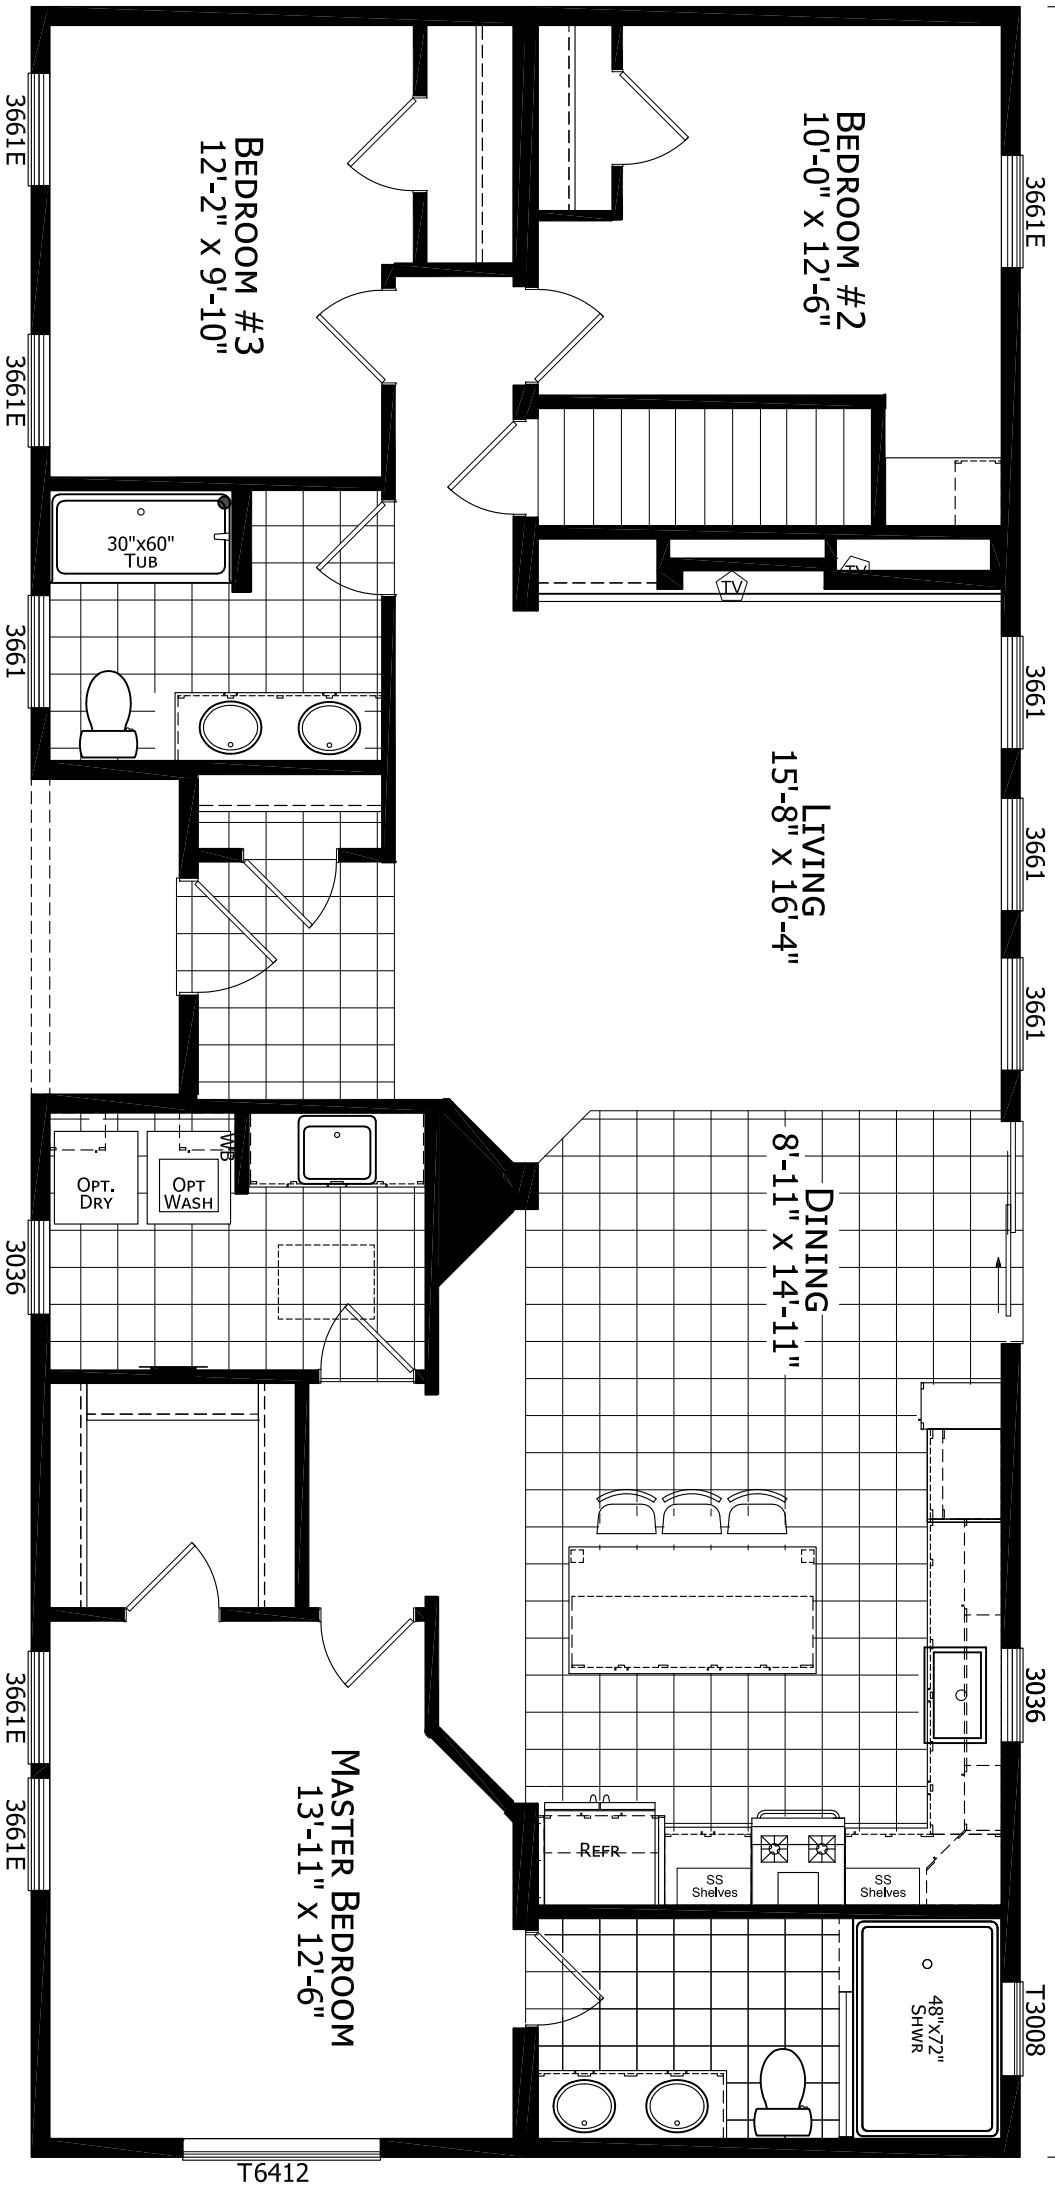 3661E
3661E
BEDROOM #3
12'-2" x 9'-10"
BEDROOM #2
10'-0" x 12'-6"
3661E
30"x60"
TUB
3661
TV
TV
3661
3661
3661
LIVING
15'-8" x 16'-4"
OPT.
DRY
OPT
WASH
WB
3036
DINING
8'-11" x 14'-11"
3036
3661E
3661E
REFR
SS
Shelves
SS
Shelves
MASTER BEDROOM
13'-11" x 12'-6"
48"x72"
SHWR
T3008
T6412